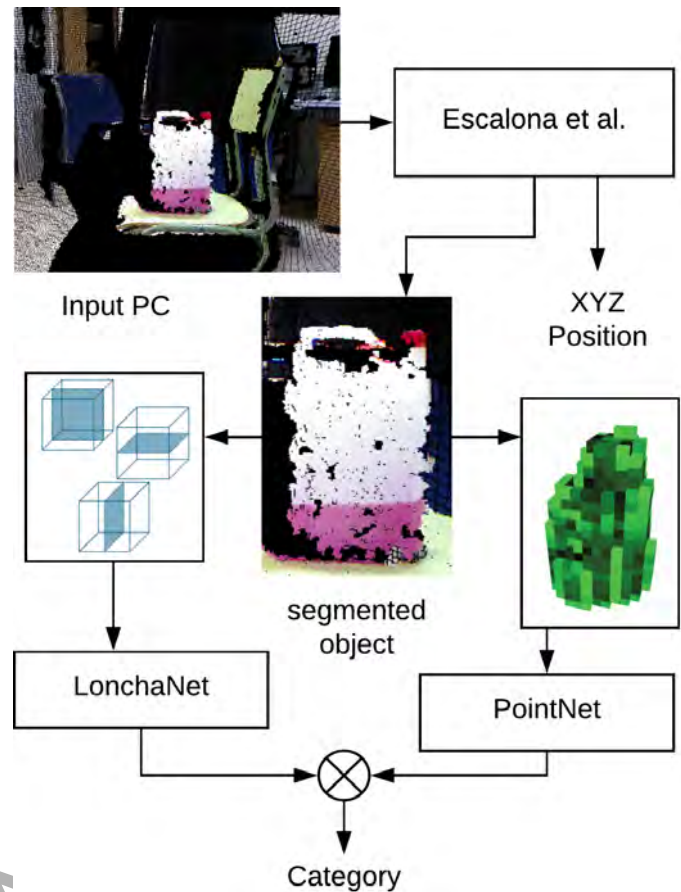 Escalona et al.
Input PC
XYZ
Position
segmented
object
LonchaNet
PointNet
Category